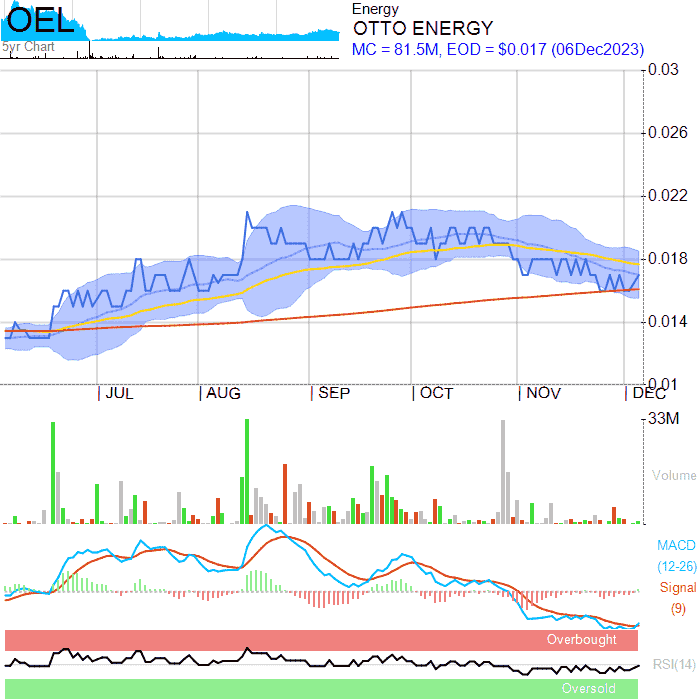 OEL
5yr Chart
Energy
OTTO ENERGY
MC = 81.5M, EOD = $0.017 (06Dec2023)
0.03
0.026
0.022
0.018
0.014
0.01
JUL AUG SEP OCT NOV DEC
33M
Volume
MACD
(12-26)
Signal
(9)
Overbought
RSI(14)
Oversold